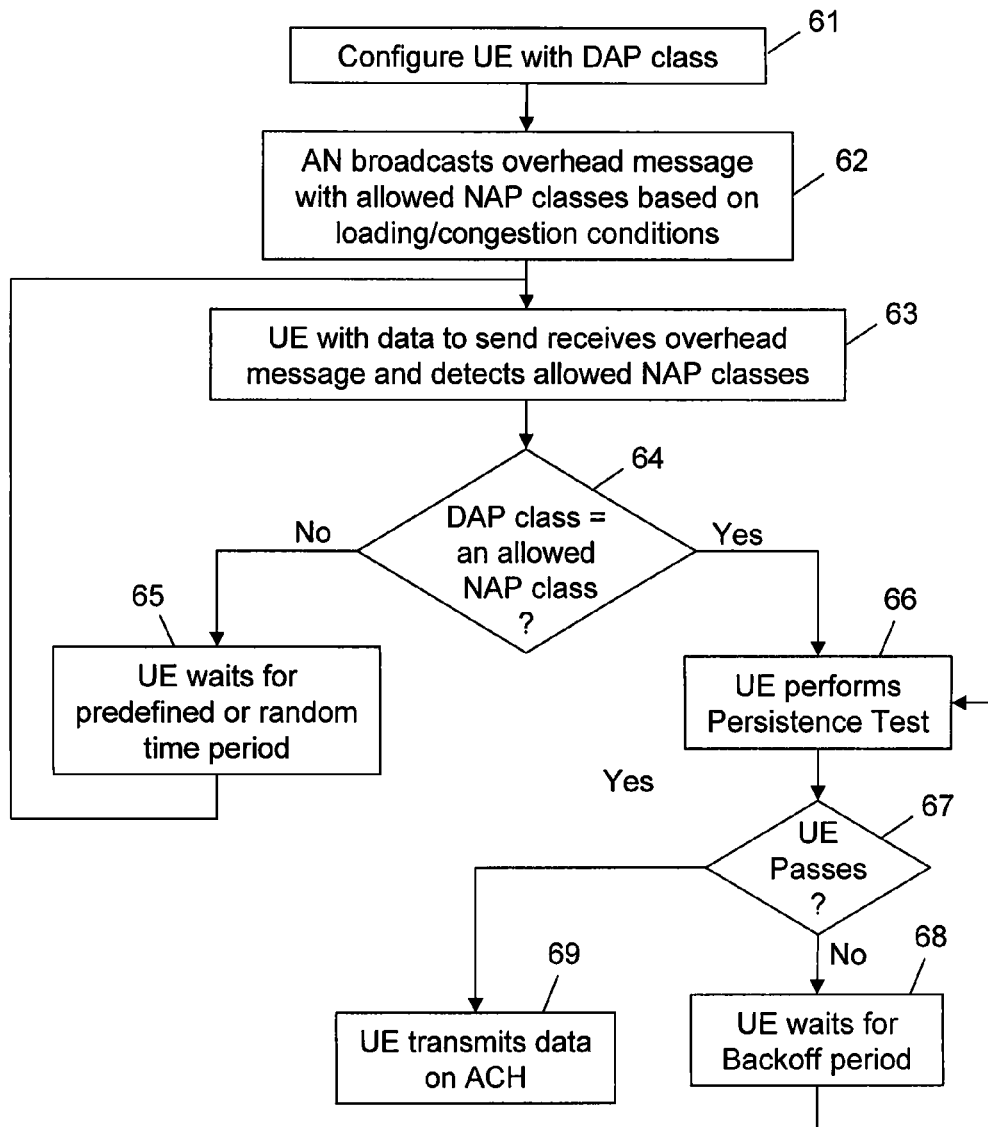 61
Configure UE with DAP class
AN broadcasts overhead message
with allowed NAP classes based on
loading/congestion conditions
62
UE with data to send receives overhead
message and detects allowed NAP classes
63
64
DAP class =
an allowed
NAP class
?
No
Yes
65
UE waits for
predefined or random
time period
66
UE performs
Persistence Test
Yes
67
UE
Passes
?
No
68
UE waits for
Backoff period
69
UE transmits data
on ACH